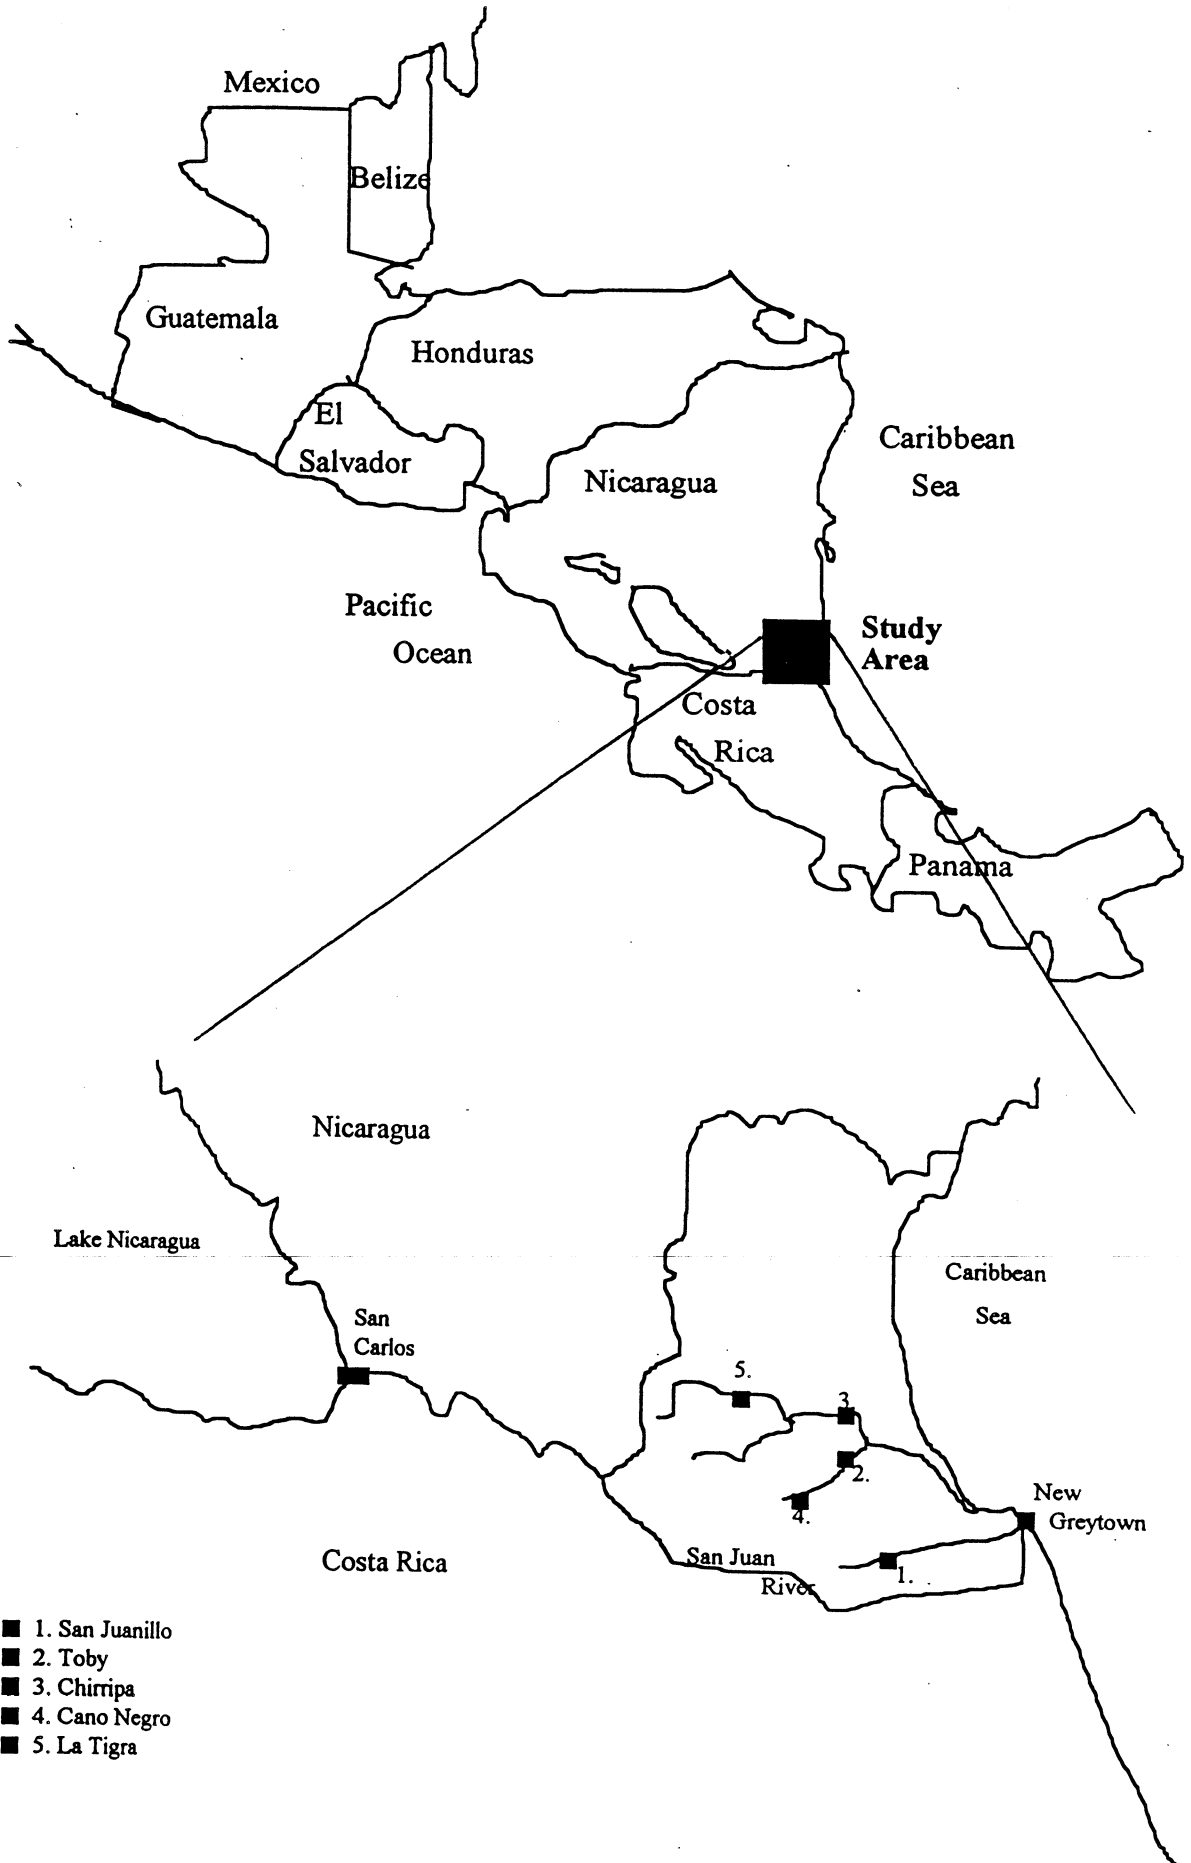 Mexico
Belize
Guatemala
Honduras
El
Salvador
Caribbean
Sea
Nicaragua
Pacific
Ocean
Study
Area
Costa
Rica
Panama
Nicaragua
Lake Nicaragua
Caribbean
Sea
San
Carlos
5.
3.
2.
4.
New
Greytown
San Juan
River
1.
Costa Rica
1. San Juanillo
2. Toby
3. Chirripa
4. Cano Negro
5. La Tigra